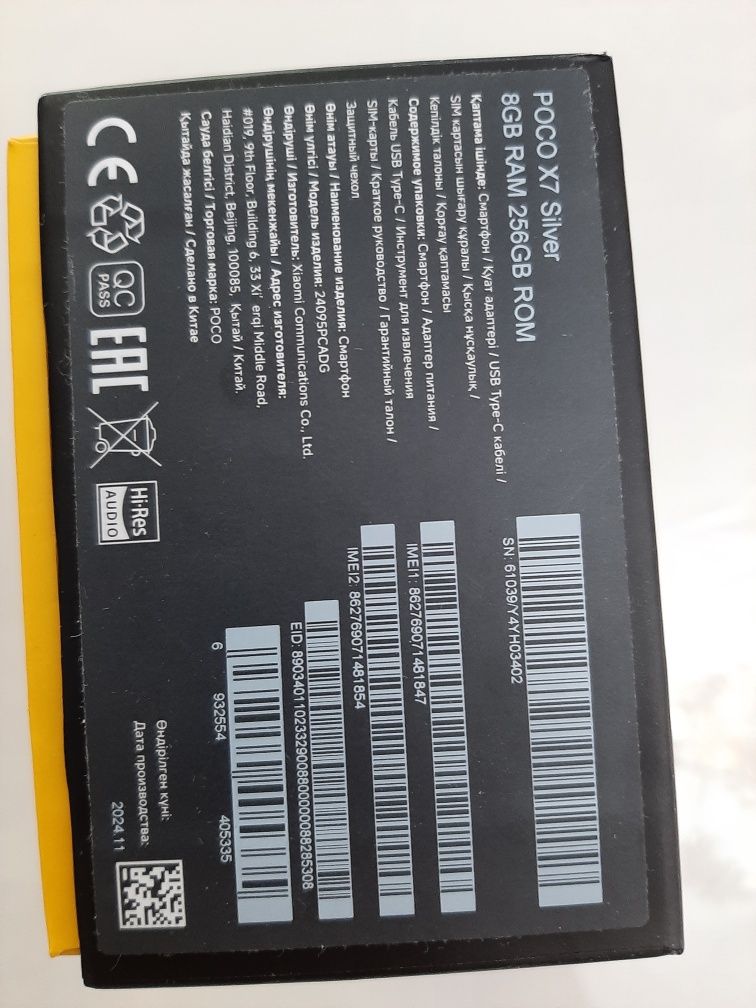 POCO X7 Silver
8GB RAM 256GB ROM
Қаптама ішінде: Смартфон / Қуат адаптері / USB Type-C кабелі /
SIM картасын шығару құралы / Қысқа нұсқаулық /
Кепілдік талоны / Қорғау қаптамасы
Содержимое упаковки: Смартфон / Адаптер питания /
Кабель USB Type-C / Инструмент для извлечения
SIM-карты / Краткое руководство / Гарантийный талон /
Защитный чехол
Өнім атауы / Наименование изделия: Смартфон
Өнім үлгісі / Модель изделия: 24095PCADG
Өндіруші / Изготовитель: Xiaomi Communications Co., Ltd.
Өндірушінің мекенжайы / Адрес изготовителя:
#019, 9th Floor, Building 6, 33 Xi' erqi Middle Road,
Haidian District, Beijing, 100085, Қытай / Китай.
Сауда белгісі / Торговая марка: POCO
Қытайда жасалған / Сделано в Китае
CE
QC
PASS
EAC
Hi-Res
AUDIO
SN: 61039/Y4YH03402
IMEI1: 862769071481847
IMEI2: 862769071481854
EID: 89034011023329008800000088285308
6 932554 405335
Өндірілген күні:
Дата производства:
2024.11